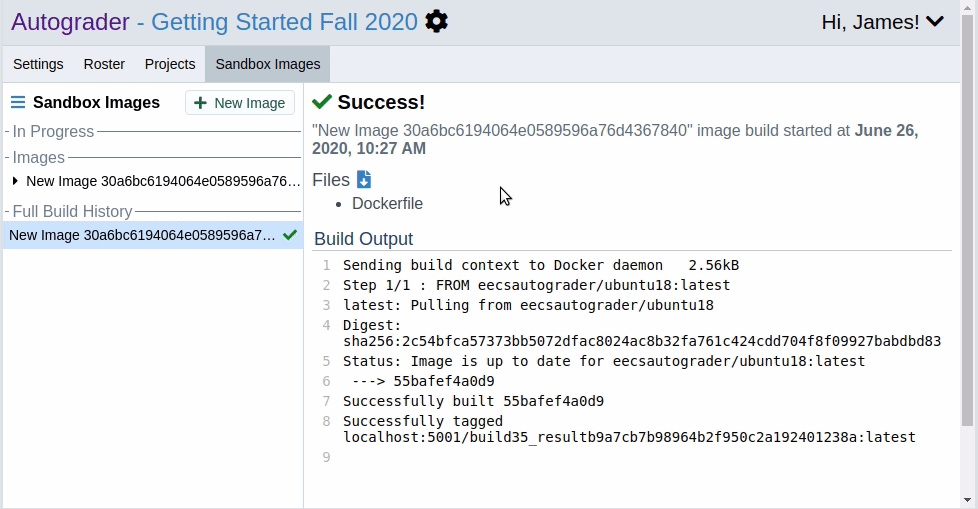 Autograder - Getting Started Fall 2020
Hi, James!
Settings
Roster
Projects
Sandbox Images
Sandbox Images
New Image
In Progress
Images
New Image 30a6bc6194064e0589596a76...
Full Build History
New Image 30a6bc6194064e0589596a7...
Success!
"New Image 30a6bc6194064e0589596a76d4367840" image build started at June 26,
2020, 10:27 AM
Files
• Dockerfile
Build Output
1 Sending build context to Docker daemon 2.56kB
2 Step 1/1 : FROM eecsautograder/ubuntu18:latest
3 latest: Pulling from eecsautograder/ubuntu18
4 Digest:
sha256:2c54bfca57373bb5072dfac8024ac8b32fa761c424cdd704f8f09927babdbd83
5 Status: Image is up to date for eecsautograder/ubuntu18:latest
6 ---> 55bafef4a0d9
7 Successfully built 55bafef4a0d9
8 Successfully tagged
localhost:5001/build35_resultb9a7cb7b98964b2f950c2a192401238a:latest
9